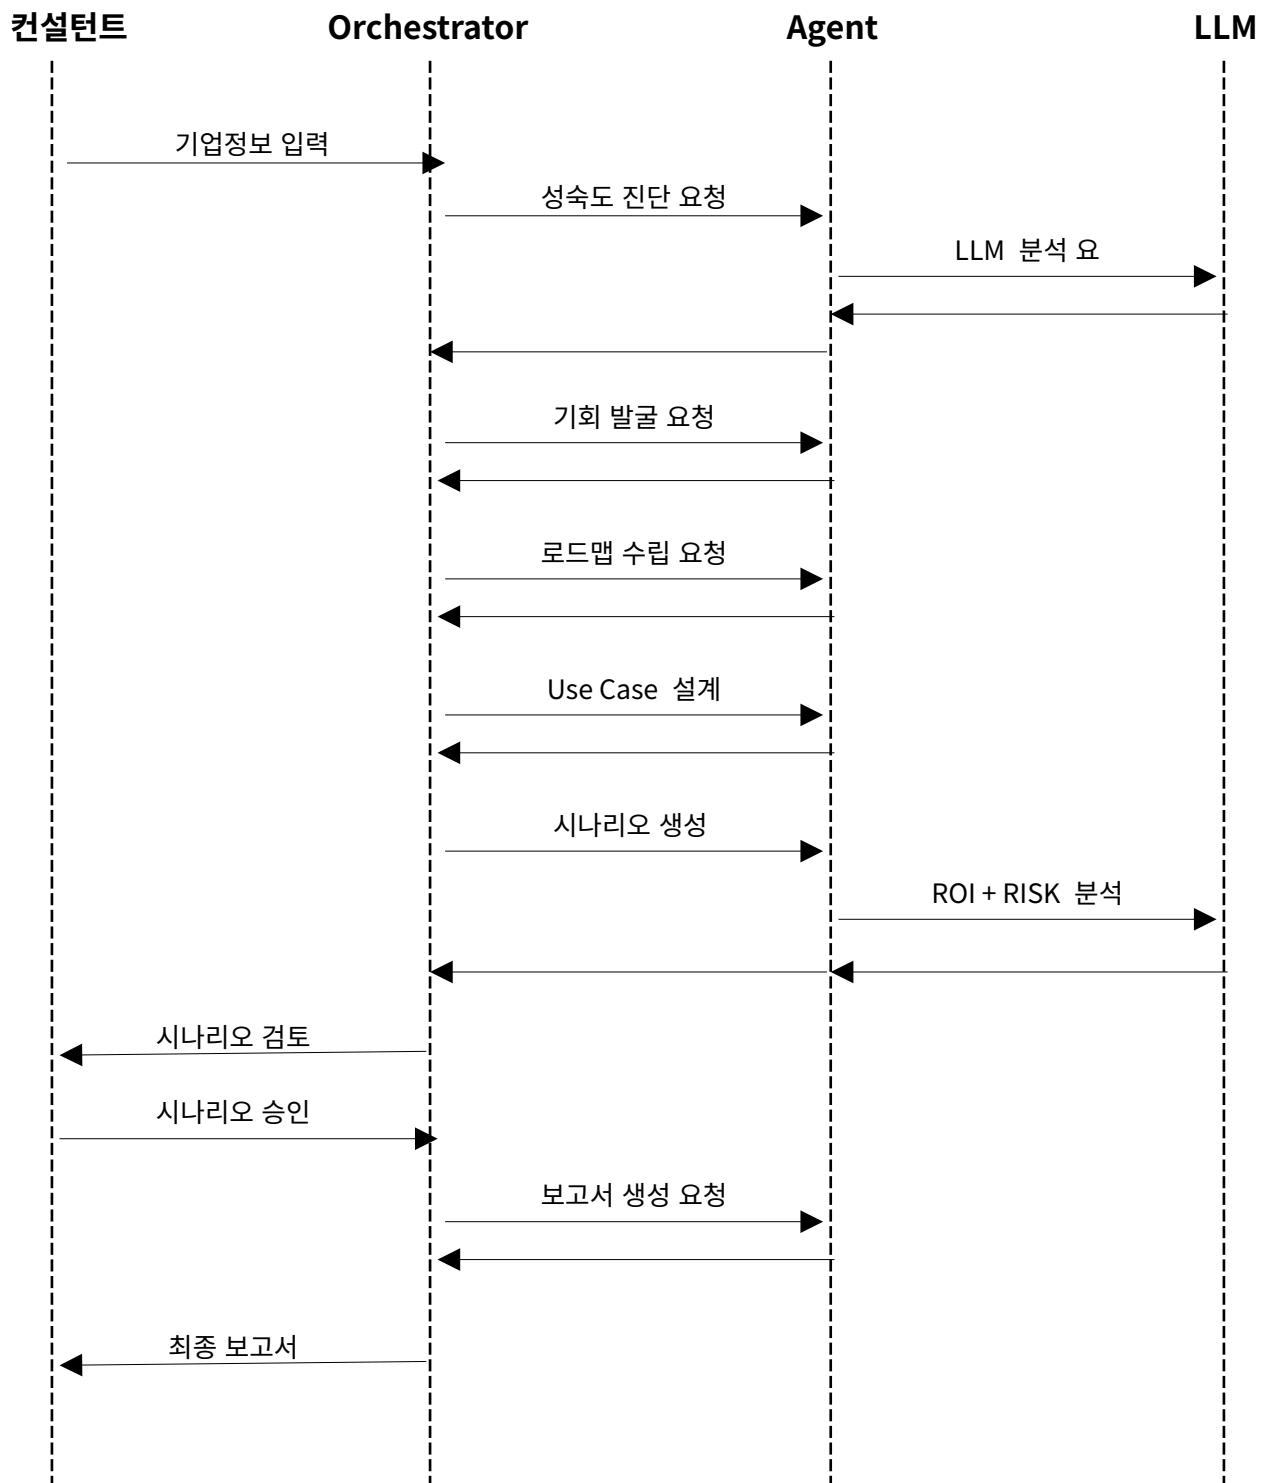 컨설턴트 Orchestrator Agent LLM
기업정보 입력
성숙도 진단 요청
LLM 분석 요
기회 발굴 요청
로드맵 수립 요청
Use Case 설계
시나리오 생성
ROI + RISK 분석
시나리오 검토
시나리오 승인
보고서 생성 요청
최종 보고서